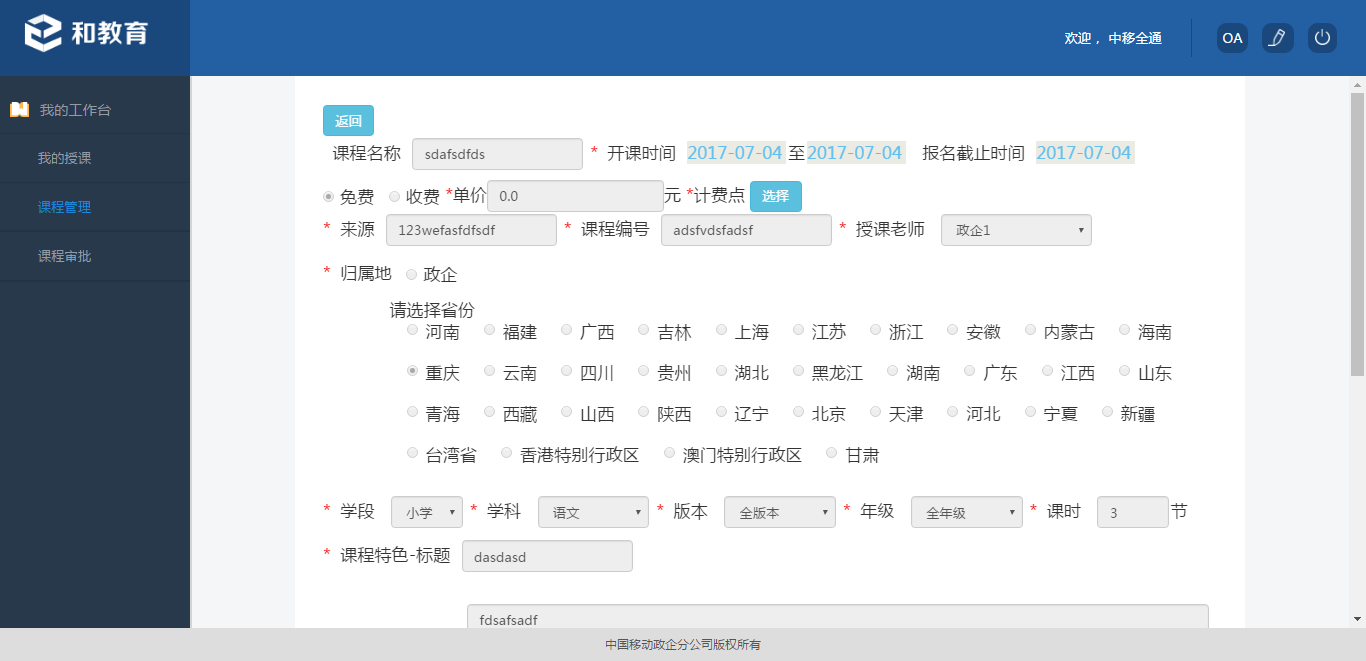 和教育
欢迎， 中移全通
OA
我的工作台
我的授课
课程管理
课程审批
返回
课程名称 sdafsdfds * 开课时间 2017-07-04 至 2017-07-04 报名截止时间 2017-07-04
免费 收费 *单价 0.0 元 *计费点 选择
* 来源 123wefasfdfsdf * 课程编号 adsfvdsfadsf * 授课老师 政企1
* 归属地 政企
请选择省份
河南 福建 广西 吉林 上海 江苏 浙江 安徽 内蒙古 海南
重庆 云南 四川 贵州 湖北 黑龙江 湖南 广东 江西 山东
青海 西藏 山西 陕西 辽宁 北京 天津 河北 宁夏 新疆
台湾省 香港特别行政区 澳门特别行政区 甘肃
* 学段 小学 * 学科 语文 * 版本 全版本 * 年级 全年级 * 课时 3 节
* 课程特色-标题 dasdasd
fdsafsadf
中国移动政企分公司版权所有